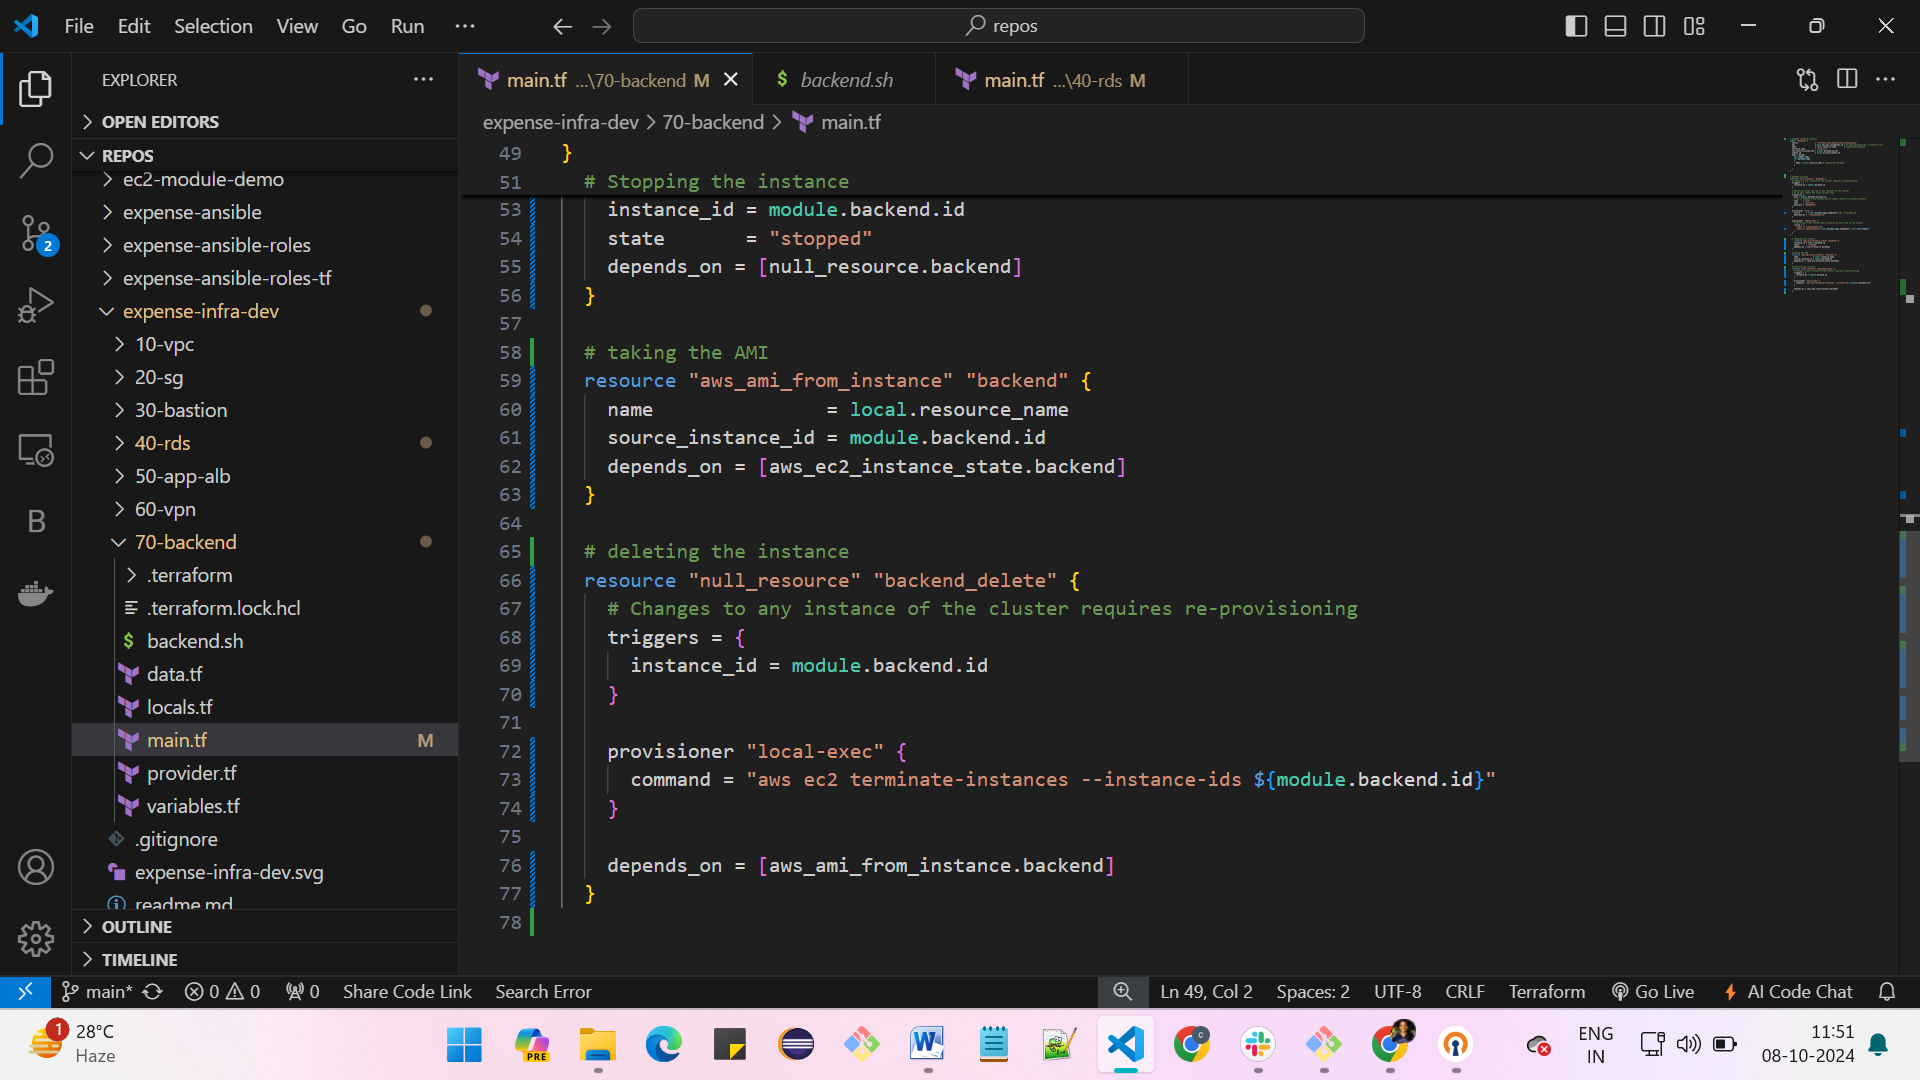 File Edit Selection View Go Run ···
repos
EXPLORER
OPEN EDITORS
REPOS
ec2-module-demo
expense-ansible
expense-ansible-roles
expense-ansible-roles-tf
expense-infra-dev
10-vpc
20-sg
30-bastion
40-rds
50-app-alb
60-vpn
70-backend
.terraform
.terraform.lock.hcl
$ backend.sh
data.tf
locals.tf
main.tf M
provider.tf
variables.tf
.gitignore
expense-infra-dev.svg
readme.md
OUTLINE
TIMELINE
2
B
main.tf ...\70-backend M
$ backend.sh
main.tf ...\40-rds M
expense-infra-dev > 70-backend > main.tf
49 }
51 # Stopping the instance
53 instance_id = module.backend.id
54 state = "stopped"
55 depends_on = [null_resource.backend]
56 }
57
58 # taking the AMI
59 resource "aws_ami_from_instance" "backend" {
60 name = local.resource_name
61 source_instance_id = module.backend.id
62 depends_on = [aws_ec2_instance_state.backend]
63 }
64
65 # deleting the instance
66 resource "null_resource" "backend_delete" {
67 # Changes to any instance of the cluster requires re-provisioning
68 triggers = {
69 instance_id = module.backend.id
70 }
71
72 provisioner "local-exec" {
73 command = "aws ec2 terminate-instances --instance-ids ${module.backend.id}"
74 }
75
76 depends_on = [aws_ami_from_instance.backend]
77 }
78
main* 0 0 0 Share Code Link Search Error
Ln 49, Col 2 Spaces: 2 UTF-8 CRLF Terraform Go Live AI Code Chat
1
28°C
Haze
PRE
W
C
ENG
IN
11:51
08-10-2024